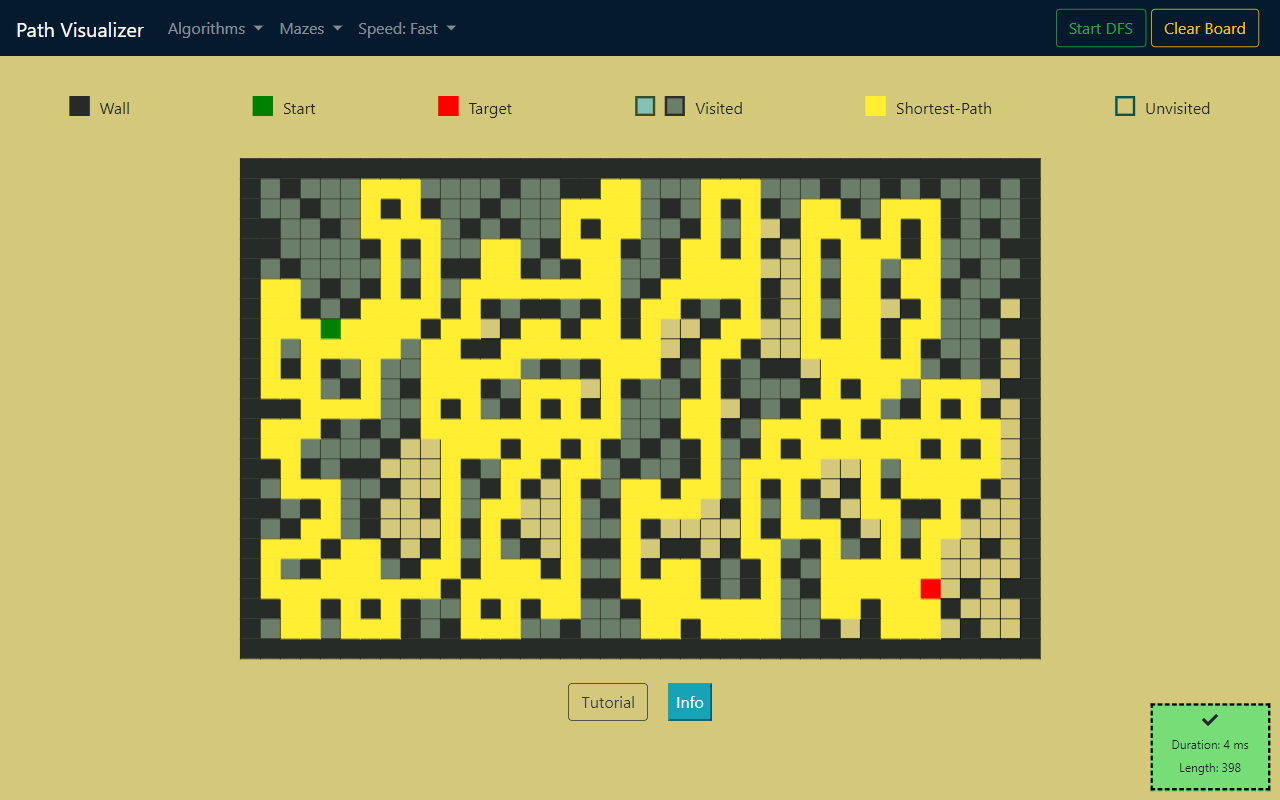 Path Visualizer Algorithms Mazes Speed: Fast Start DFS Clear Board
Wall Start Target Visited Shortest-Path Unvisited
Tutorial Info
Duration: 4 ms
Length: 398